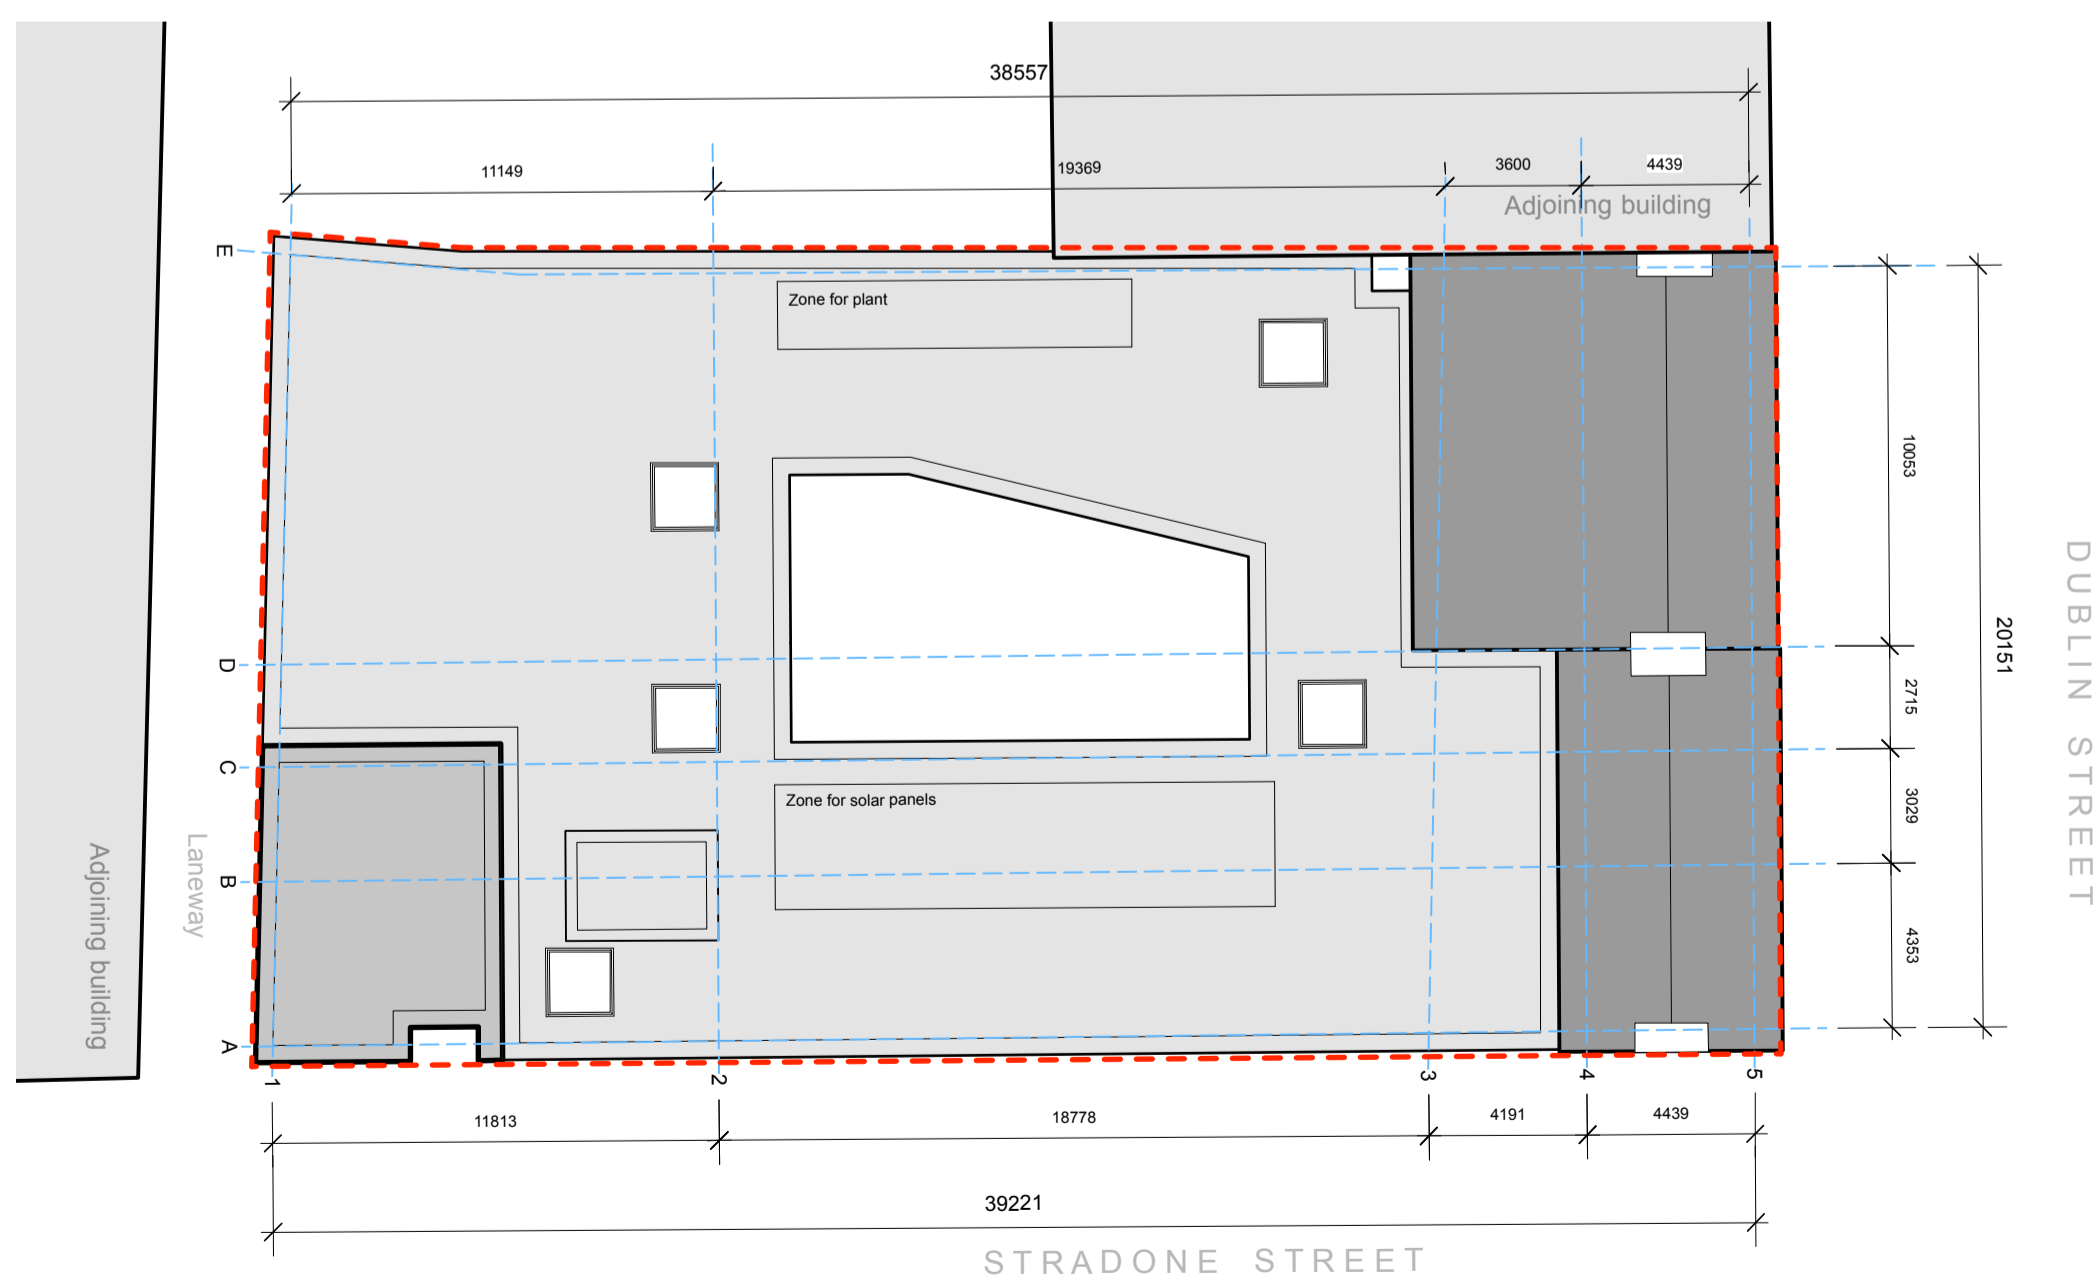 38557
11149
19369
3600
4439
Adjoining building
E
Zone for plant
10053
20151
DUBLIN STREET
D
2715
C
Zone for solar panels
3029
Adjoining building
Laneway
B
4353
A
1
2
3
4
5
11813
18778
4191
4439
39221
STRADONE STREET